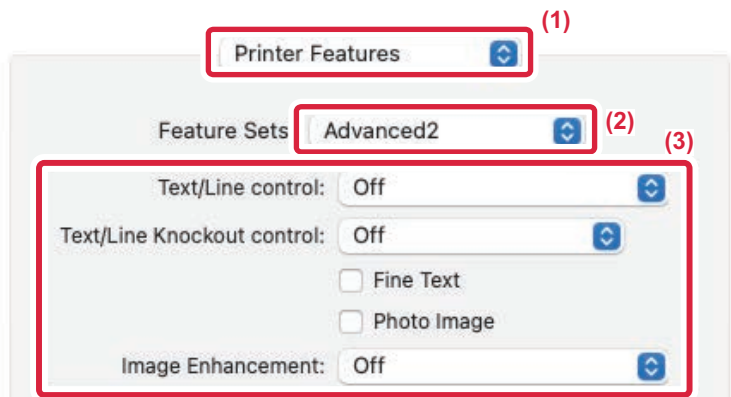 (1)
Printer Features
Feature Sets Advanced2 (2)
(3)
Text/Line control: Off
Text/Line Knockout control: Off
Fine Text
Photo Image
Image Enhancement: Off